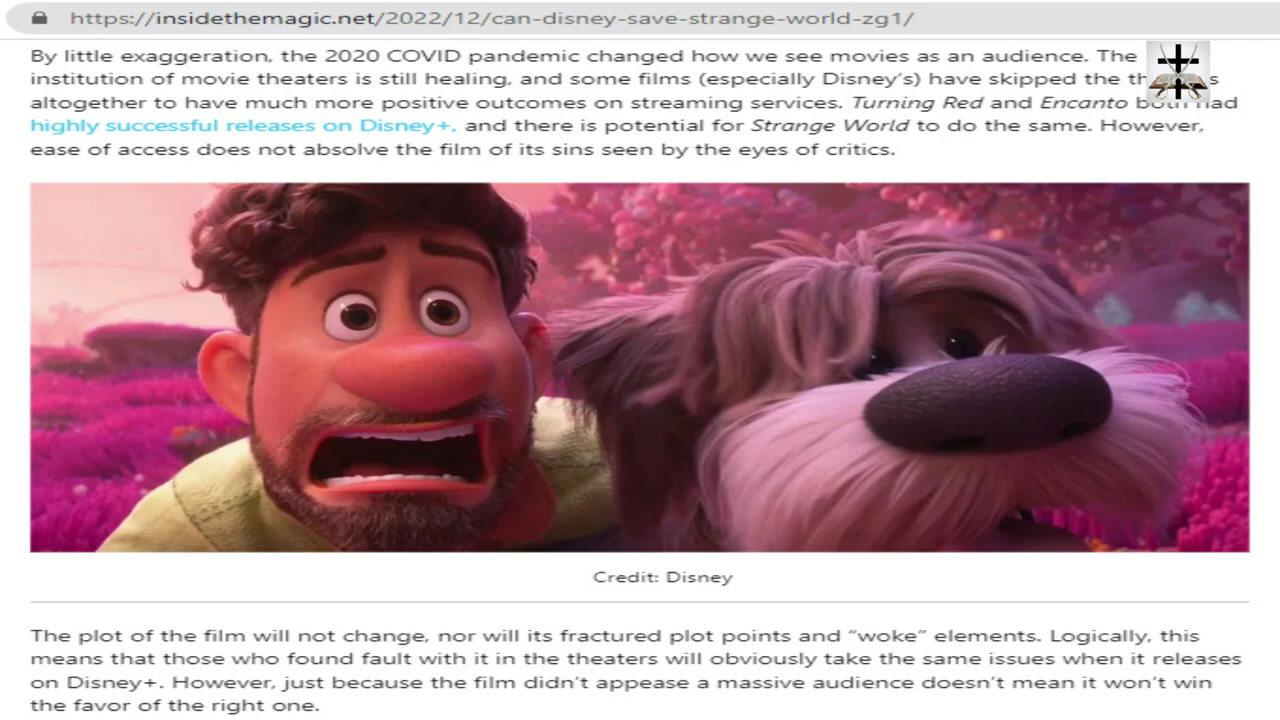 https://insidethemagic.net/2022/12/can-disney-save-strange-world-zg1/
By little exaggeration, the 2020 COVID pandemic changed how we see movies as an audience. The
institution of movie theaters is still healing, and some films (especially Disney's) have skipped the
altogether to have much more positive outcomes on streaming services. Turning Red and Encanto both had
highly successful releases on Disney+, and there is potential for Strange World to do the same. However,
ease of access does not absolve the film of its sins seen by the eyes of critics.
Credit: Disney
The plot of the film will not change, nor will its fractured plot points and “woke” elements. Logically, this
means that those who found fault with it in the theaters will obviously take the same issues when it releases
on Disney+. However, just because the film didn't appease a massive audience doesn't mean it won't win
the favor of the right one.